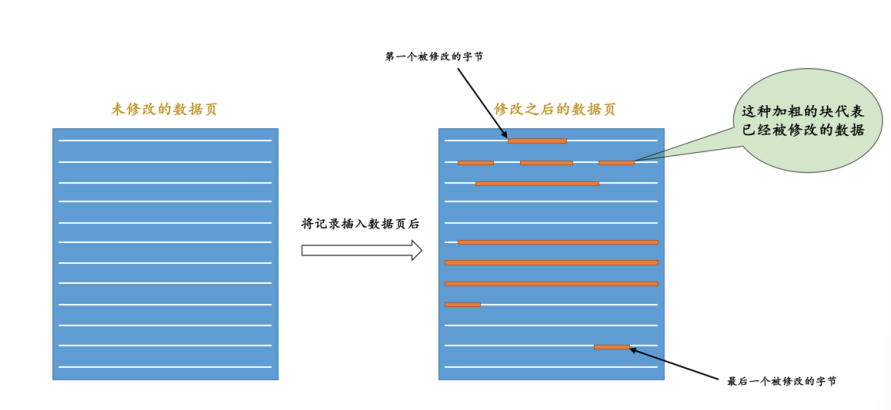 第一个被修改的字节
未修改的数据页
修改之后的数据页
这种加粗的块代表
已经被修改的数据
将记录插入数据页后
最后一个被修改的字节